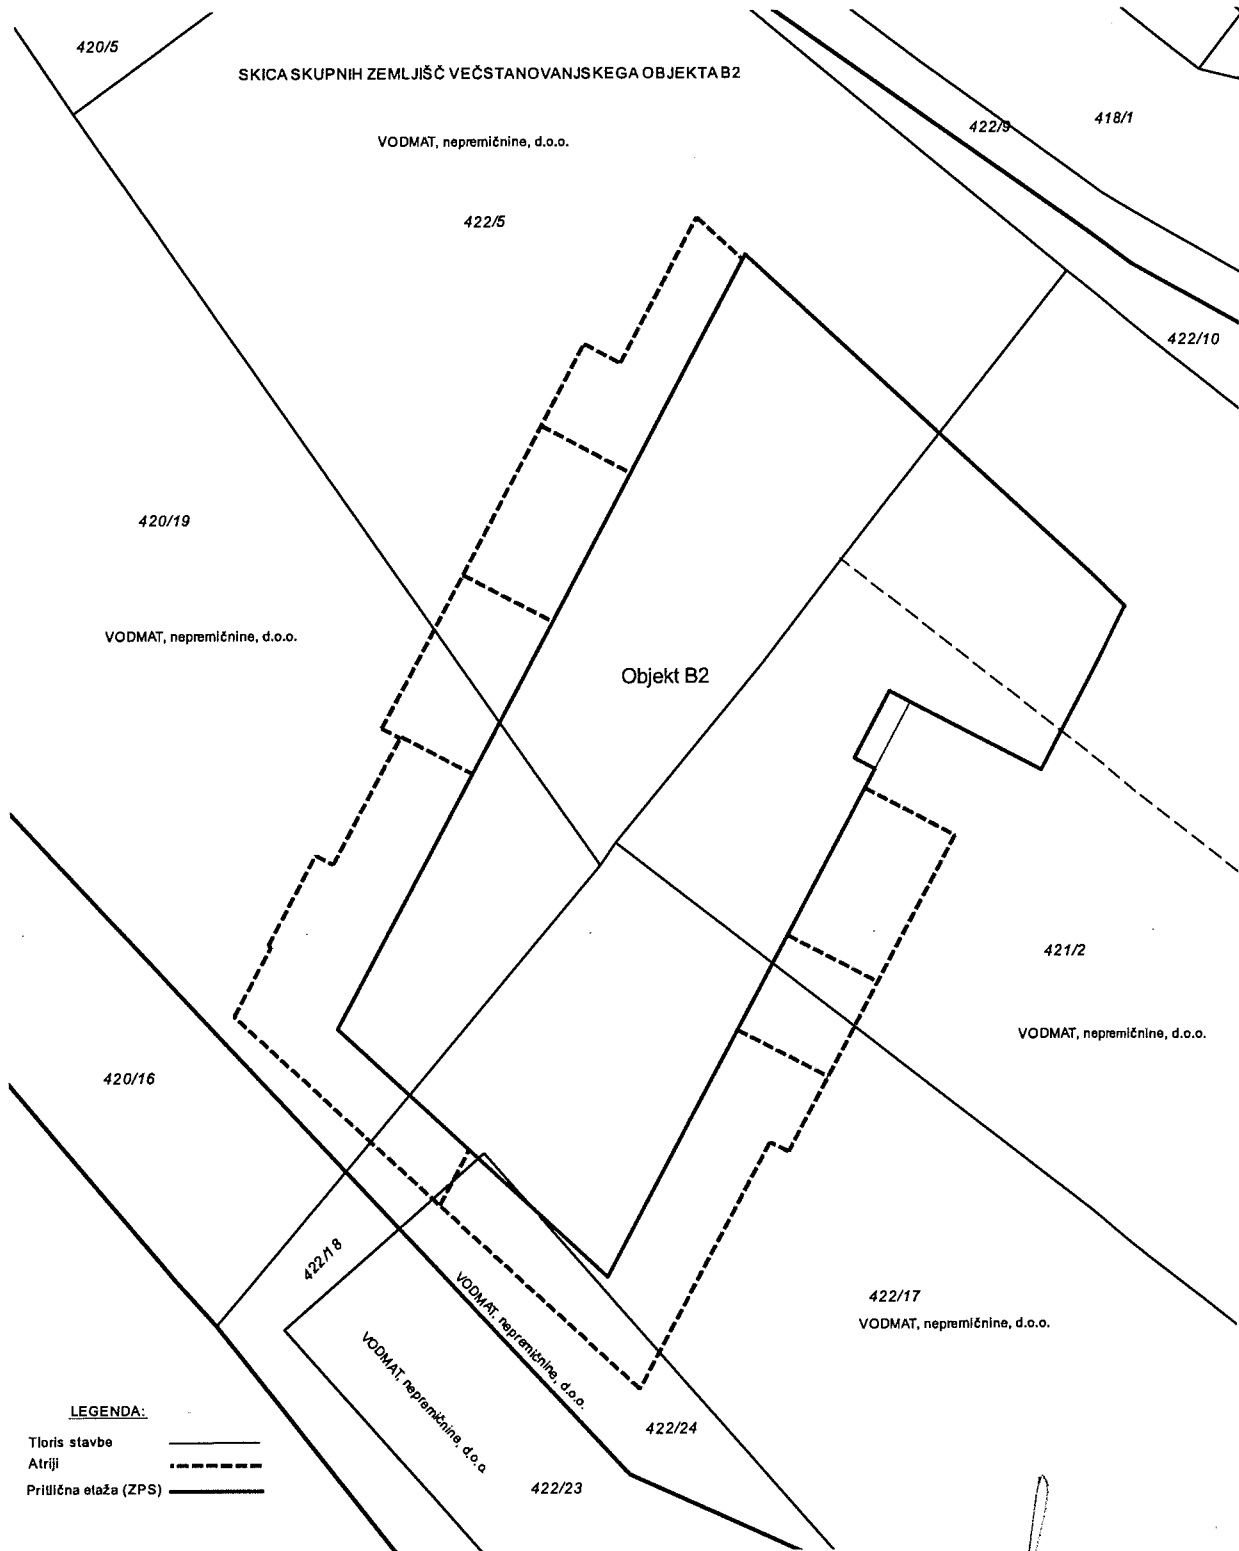 420/5
SKICA SKUPNIH ZEMLJIŠČ VEČSTANOVANJSKEGA OBJEKTA B2
422/9
418/1
VODMAT, nepremičnine, d.o.o.
422/5
422/10
420/19
VODMAT, nepremičnine, d.o.o.
Objekt B2
421/2
VODMAT, nepremičnine, d.o.o.
420/16
422/18
VODMAT, nepremičnine, d.o.o.
VODMAT, nepremičnine, d.o.o
422/17
VODMAT, nepremičnine, d.o.o.
422/24
422/23
LEGENDA:
Tloris stavbe
Atriji
Pritlična etaža (ZPS)